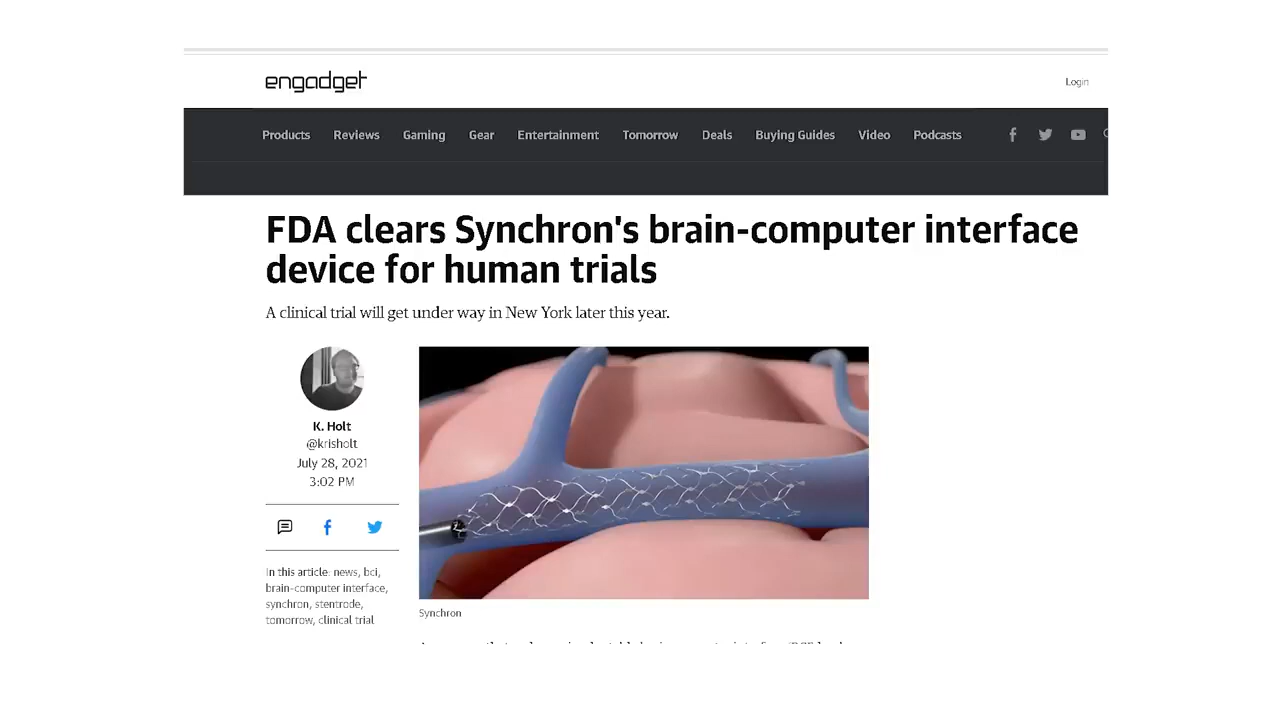 engadget
Login
Products Reviews Gaming Gear Entertainment Tomorrow Deals Buying Guides Video Podcasts
FDA clears Synchron's brain-computer interface
device for human trials
A clinical trial will get under way in New York later this year.
K. Holt
@krisholt
July 28, 2021
3:02 PM
In this article: news, bci,
brain-computer interface,
synchron, stentrode,
tomorrow, clinical trial
Synchron